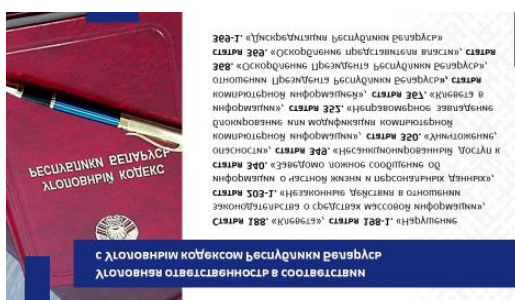 Уголовная ответственность в соответствии
с Уголовным кодексом Республики Беларусь
Статья 188. «Клевета», статья 198-1. «Нарушение
законодательства о средствах массовой информации»,
статья 203-1. «Незаконные действия в отношении
информации о частной жизни и персональных данных»,
статья 340. «Заведомо ложное сообщение об
опасности», статья 349. «Несанкционированный доступ к
компьютерной информации», статья 350. «Уничтожение,
блокирование или модификация компьютерной
информации», статья 352. «Неправомерное завладение
компьютерной информацией», статья 367. «Клевета в
отношении Президента Республики Беларусь», статья
368. «Оскорбление Президента Республики Беларусь»,
статья 369. «Оскорбление представителя власти», статья
369-1. «Дискредитация Республики Беларусь»
УГОЛОВНЫЙ КОДЕКС
РЕСПУБЛИКИ БЕЛАРУСЬ